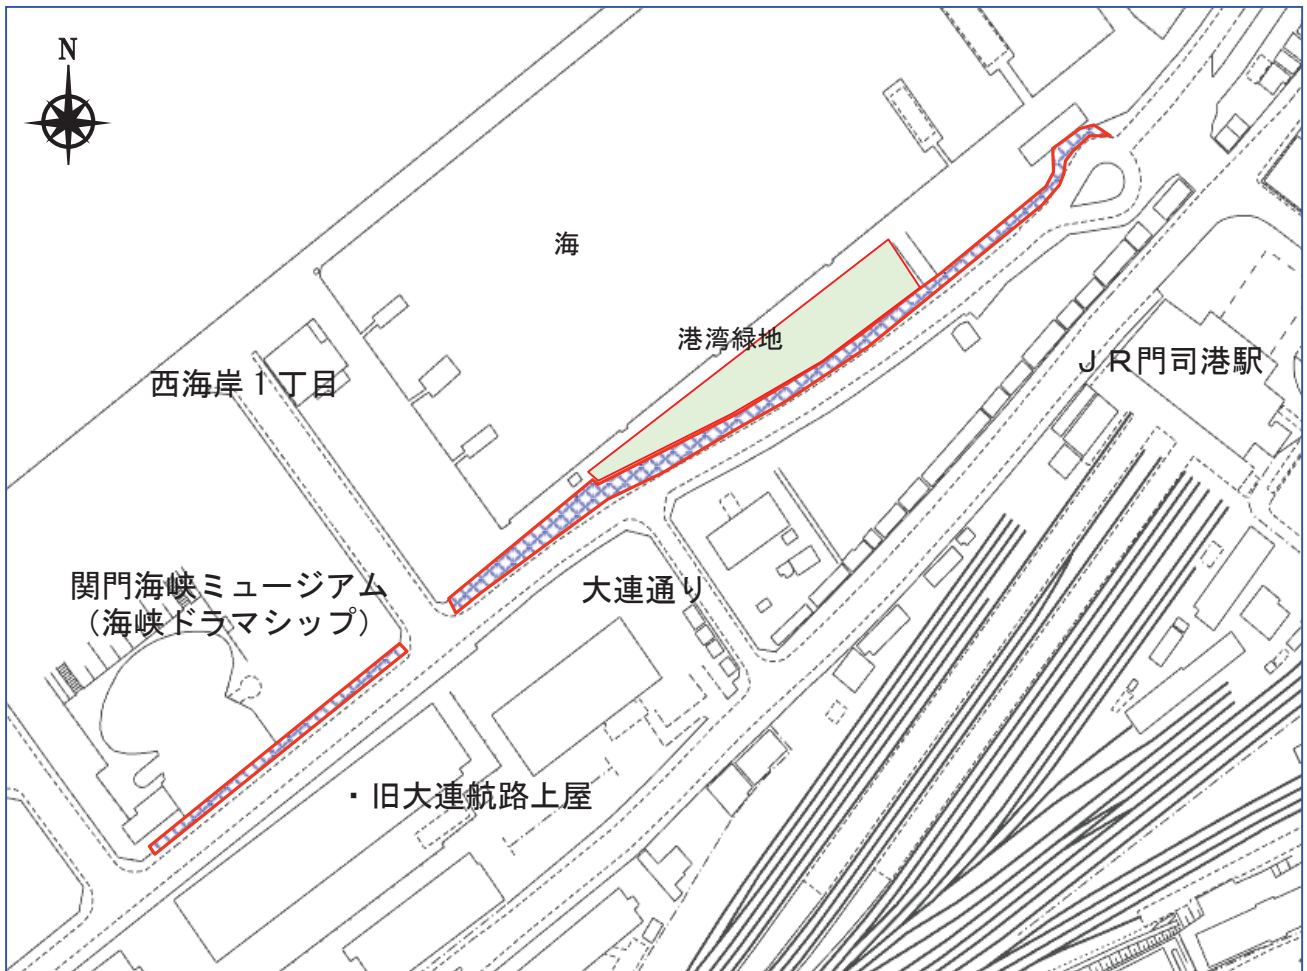 N
海
港湾緑地
JR門司港駅
西海岸1丁目
関門海峡ミュージアム
（海峡ドラマシップ）
大連通り
・旧大連航路上屋